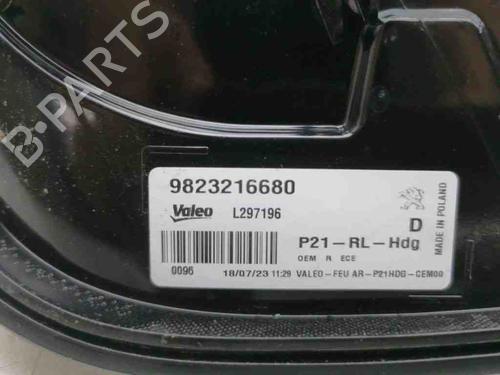 B-PARTS
9823216680
Valeo L297196 D
P21-RL-Hdg
OEM R ECE
0096 18/07/23 11:29 VALEO-FEU AR-P21HDG-CEM00
MADE IN POLAND